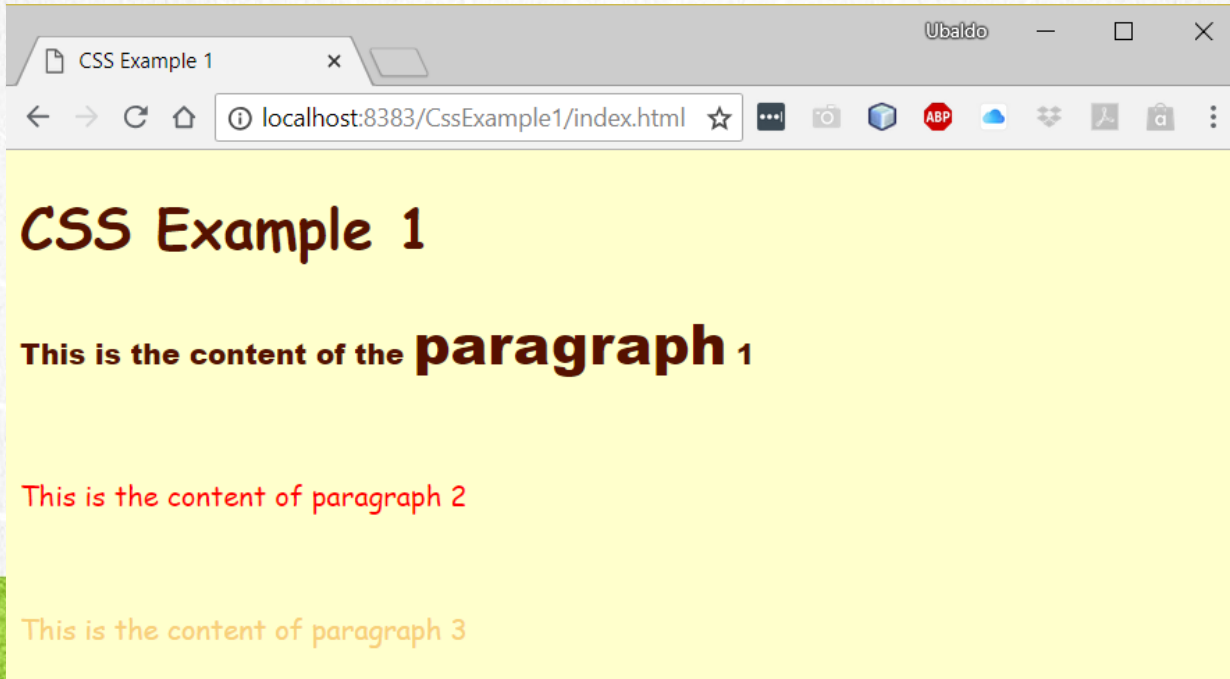 Ubaldo
CSS Example 1
localhost:8383/CssExample1/index.html
ABP
a
CSS Example 1
This is the content of the paragraph 1
This is the content of paragraph 2
This is the content of paragraph 3